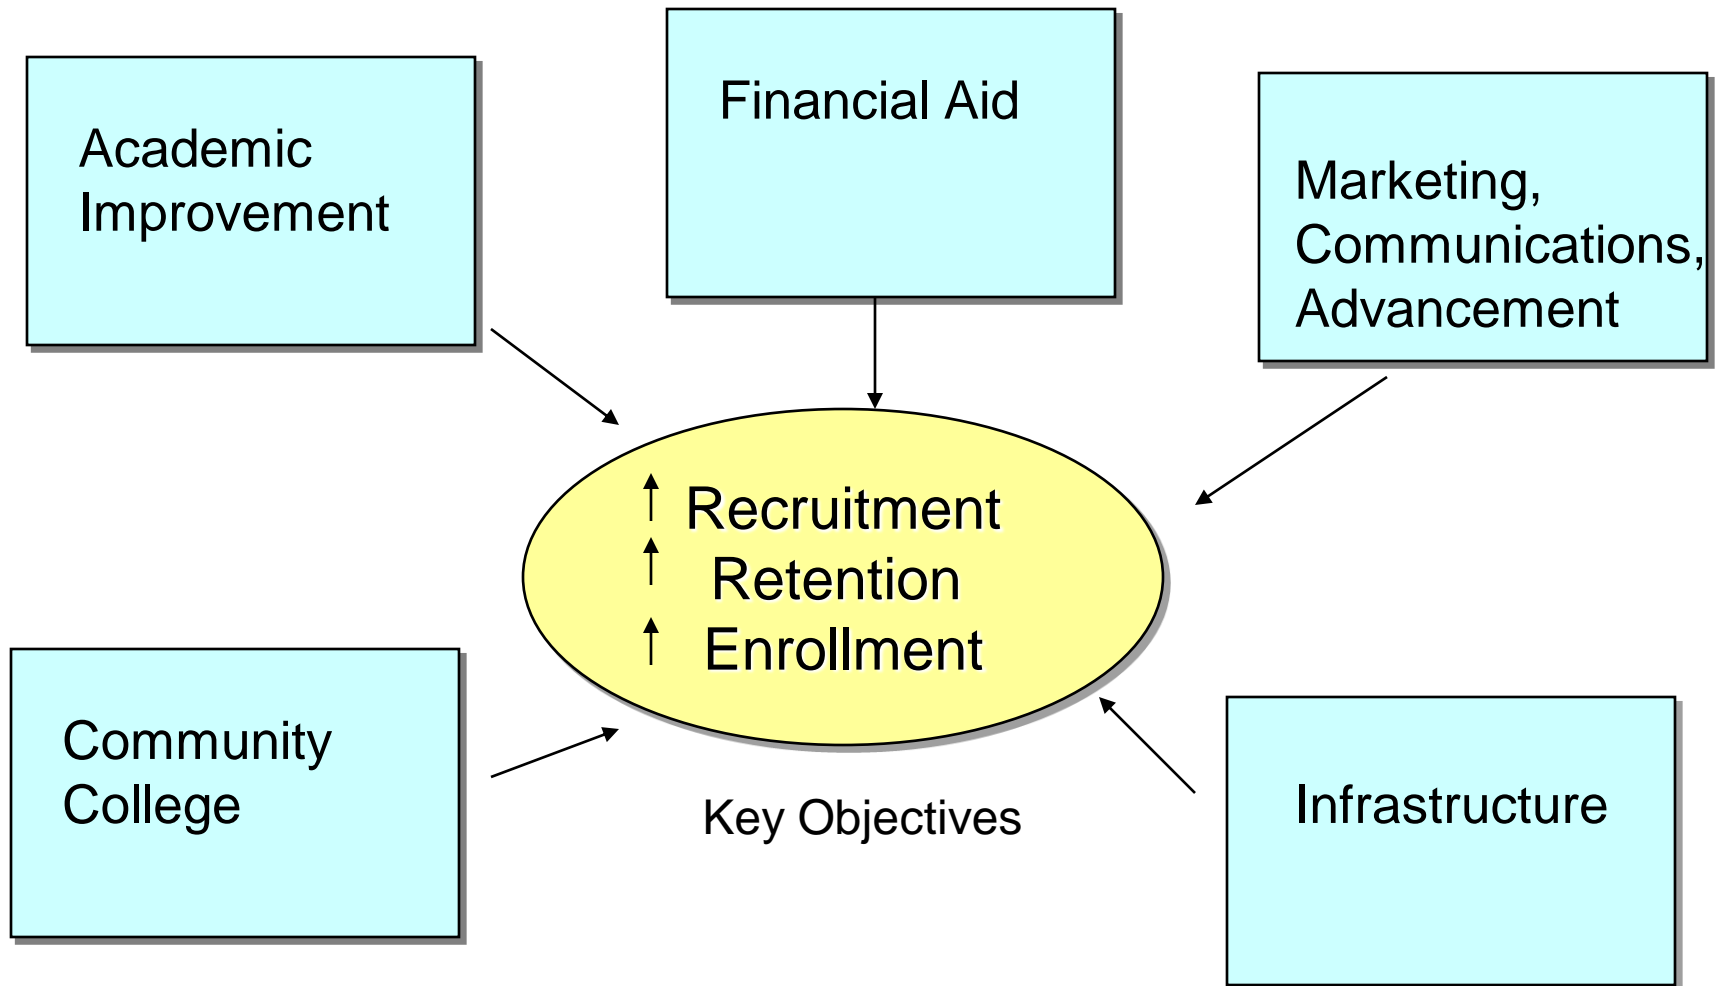 Financial Aid
Academic
Improvement
Marketing,
Communications,
Advancement
Recruitment
Retention
Enrollment
Community
College
Key Objectives
Infrastructure